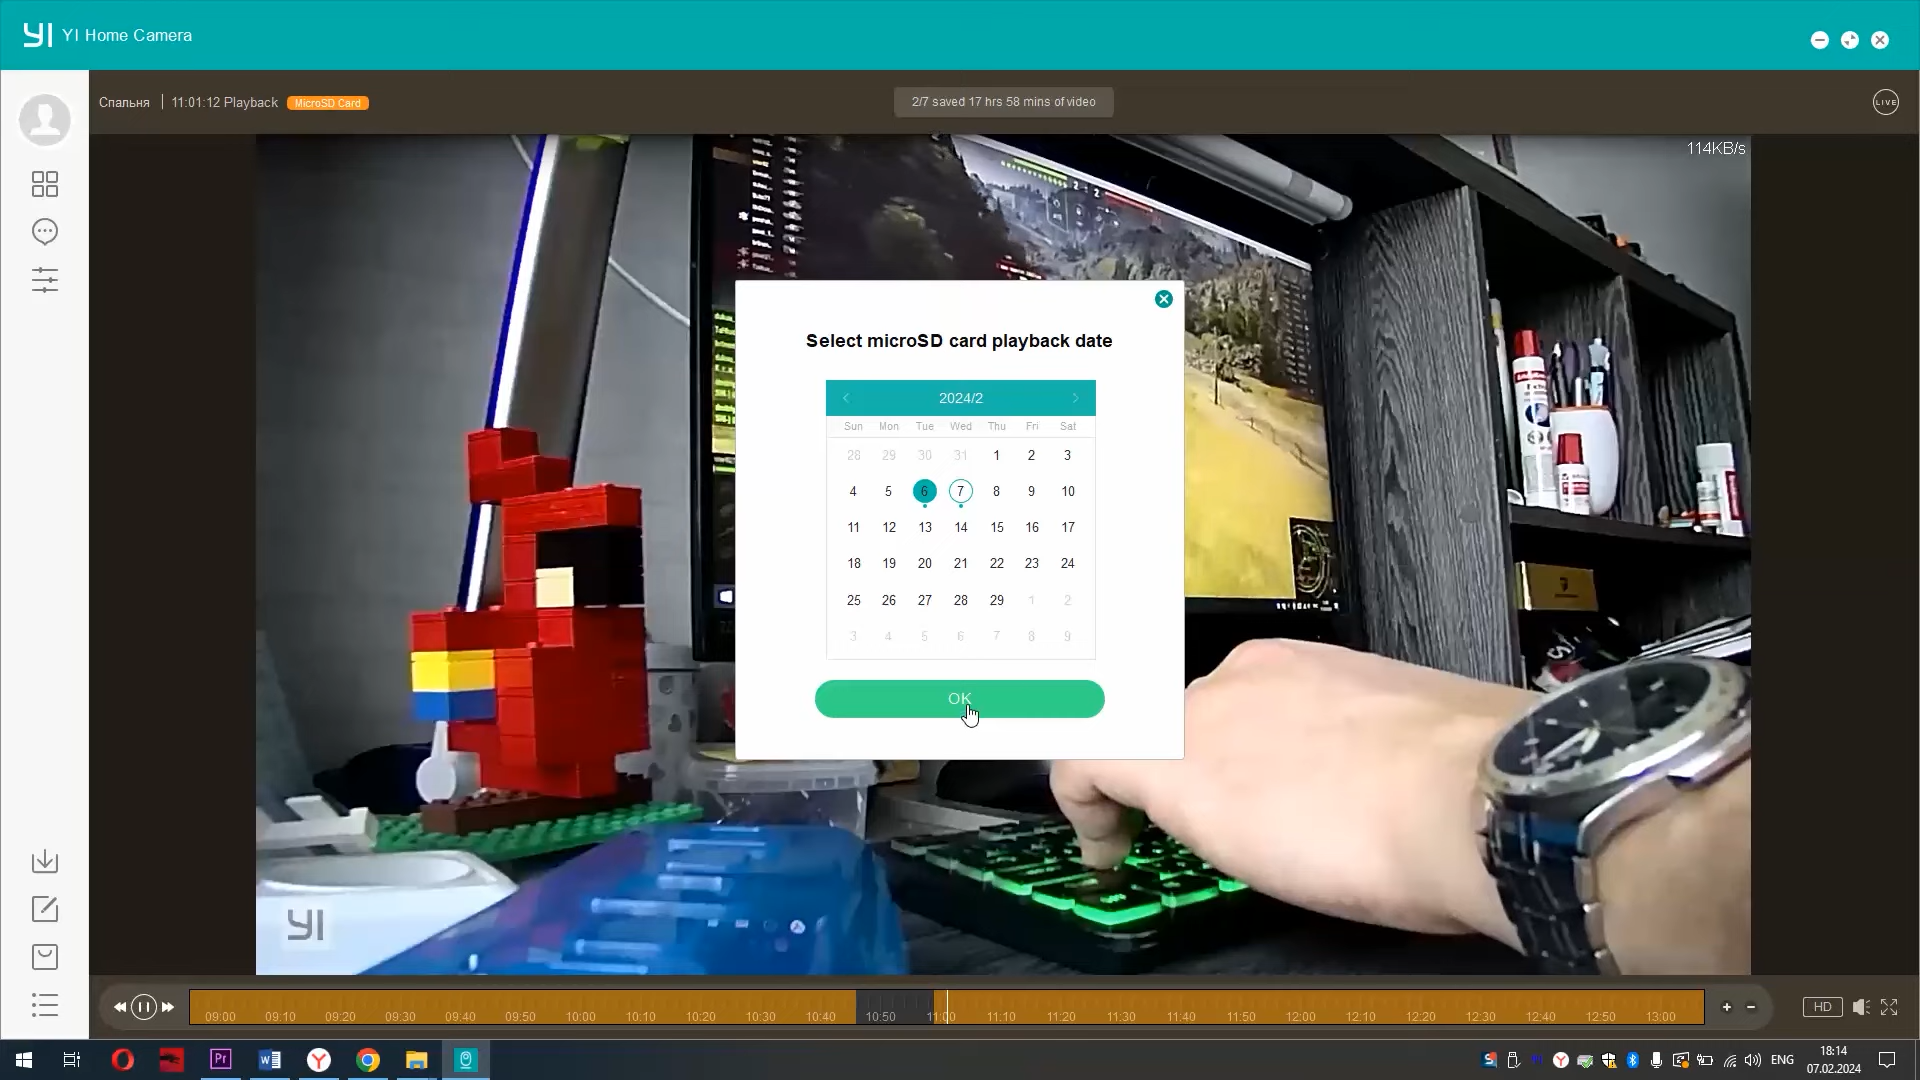 YI YI Home Camera
Спальня 11:01:12 Playback MicroSD Card
2/7 saved 17 hrs 58 mins of video
LIVE
114KB/s
Select microSD card playback date
2024/2
Sun Mon Tue Wed Thu Fri Sat
28 29 30 31 1 2 3
4 5 6 7 8 9 10
11 12 13 14 15 16 17
18 19 20 21 22 23 24
25 26 27 28 29 1 2
3 4 5 6 7 8 9
OK
YI
09:00 09:10 09:20 09:30 09:40 09:50 10:00 10:10 10:20 10:30 10:40 10:50 11:00 11:10 11:20 11:30 11:40 11:50 12:00 12:10 12:20 12:30 12:40 12:50 13:00
HD
Pr
ENG
18:14
07.02.2024